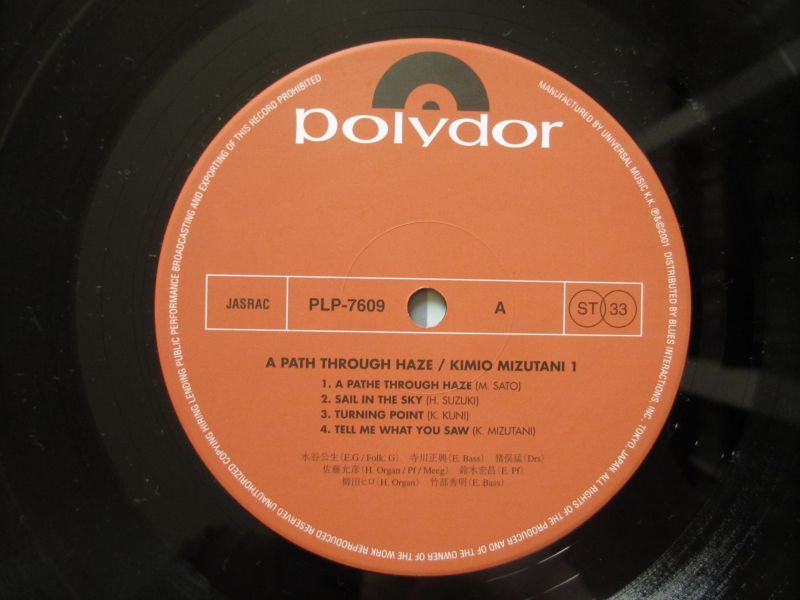 polydor
JASRAC
PLP-7609
A
ST 33
A PATH THROUGH HAZE / KIMIO MIZUTANI 1
1. A PATHE THROUGH HAZE (M. SATO)
2. SAIL IN THE SKY (H. SUZUKI)
3. TURNING POINT (K. KUNI)
4. TELL ME WHAT YOU SAW (K. MIZUTANI)
水谷公生(E.G / Folk. G) 寺川正興(E. Bass) 猪俣猛(Drs)
佐藤允彦(H. Organ / Pf / Meeg) 鈴木宏昌(E. Pf)
柳田ヒロ(H. Organ) 竹部秀明(E. Bass)
MANUFACTURED BY UNIVERSAL MUSIC K.K. ℗&©2001 DISTRIBUTED BY BLUES INTERACTIONS, INC. TOKYO, JAPAN ALL RIGHTS OF THE PRODUCER AND OF THE OWNER OF THE WORK REPRODUCED RESERVED UNAUTHORIZED COPYING HIRING LENDING PUBLIC PERFORMANCE BROADCASTING AND EXPORTING OF THIS RECORD PROHIBITED